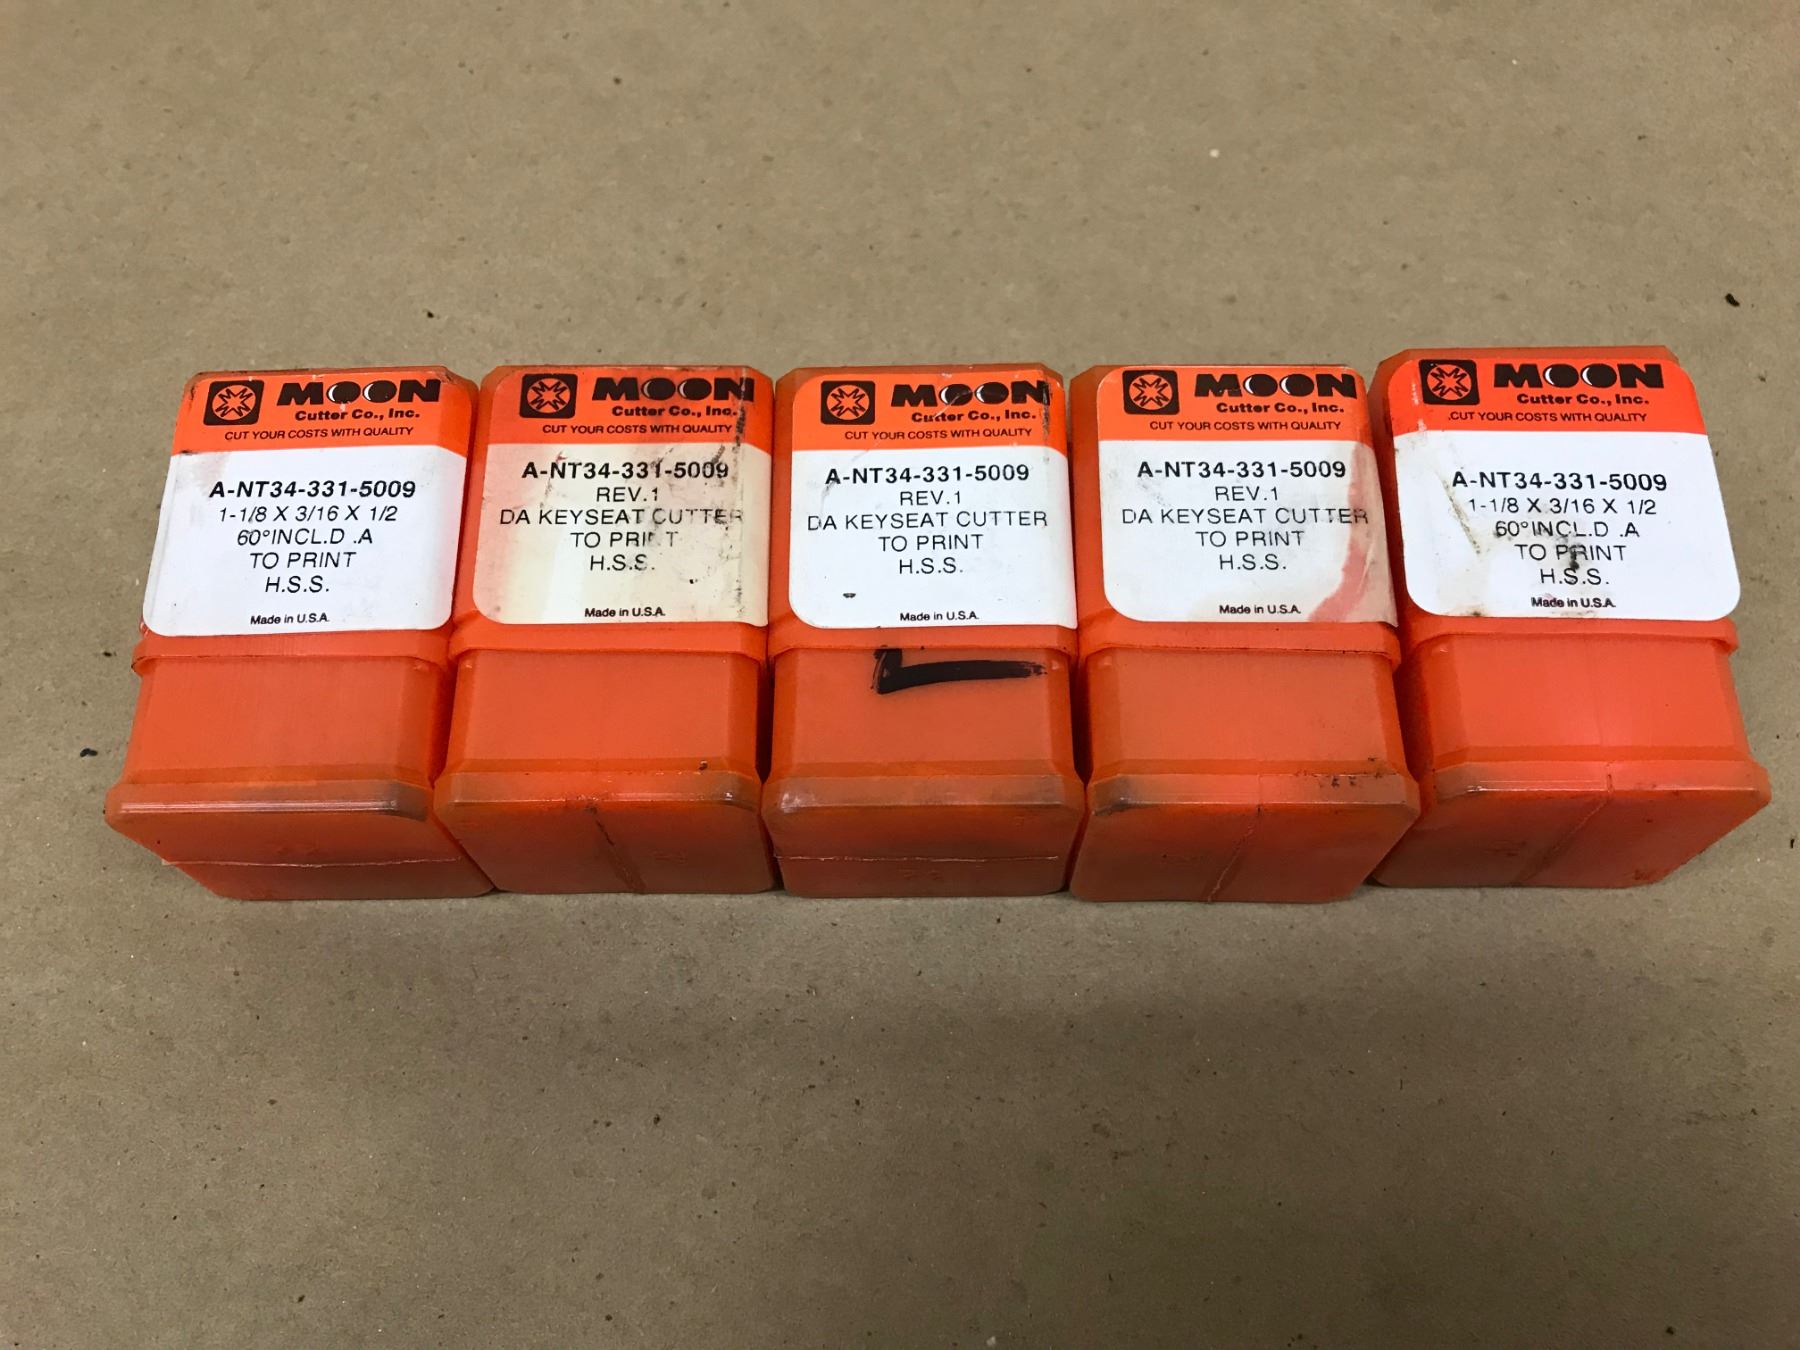 MOON
Cutter Co., Inc.
CUT YOUR COSTS WITH QUALITY
A-NT34-331-5009
1-1/8 X 3/16 X 1/2
60°INCL.D .A
TO PRINT
H.S.S.
Made in U.S.A.
MOON
Cutter Co., Inc.
CUT YOUR COSTS WITH QUALITY
A-NT34-331-5009
REV.1
DA KEYSEAT CUTTER
TO PRINT
H.S.S.
Made in U.S.A.
MOON
Cutter Co., Inc.
CUT YOUR COSTS WITH QUALITY
A-NT34-331-5009
REV.1
DA KEYSEAT CUTTER
TO PRINT
H.S.S.
Made in U.S.A.
MOON
Cutter Co., Inc.
CUT YOUR COSTS WITH QUALITY
A-NT34-331-5009
REV.1
DA KEYSEAT CUTTER
TO PRINT
H.S.S.
Made in U.S.A.
MOON
Cutter Co., Inc.
CUT YOUR COSTS WITH QUALITY
A-NT34-331-5009
1-1/8 X 3/16 X 1/2
60°INCL.D .A
TO PRINT
H.S.S.
Made in U.S.A.